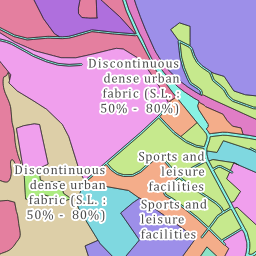 Discontinuous
dense urban
fabric (S.L. :
50% -  80%)
Sports and
leisure
facilities
Discontinuous
dense urban
fabric (S.L. :
50% -  80%)
Sports and
leisure
facilities